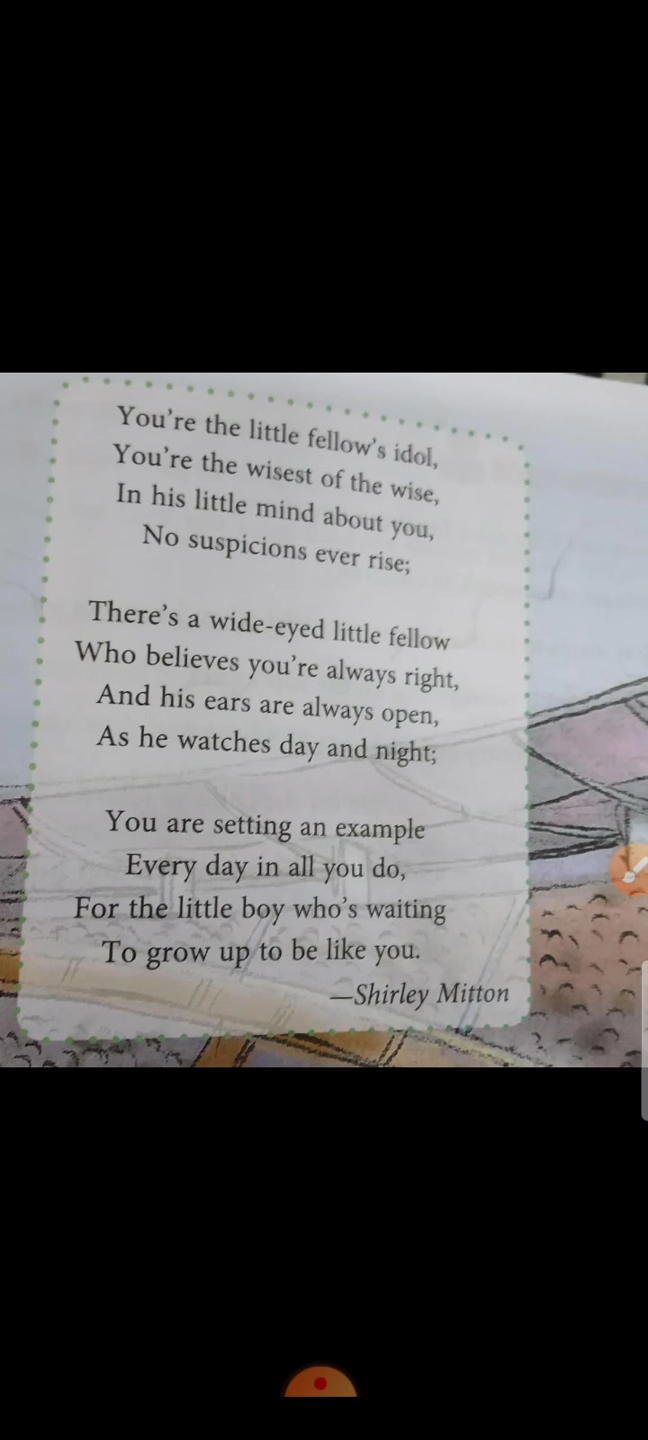 You're the little fellow's idol,
You're the wisest of the wise,
In his little mind about you,
No suspicions ever rise;
There's a wide-eyed little fellow
Who believes you're always right,
And his ears are always open,
As he watches day and night;
You are setting an example
Every day in all you do,
For the little boy who's waiting
To grow up to be like you.
—Shirley Mitton